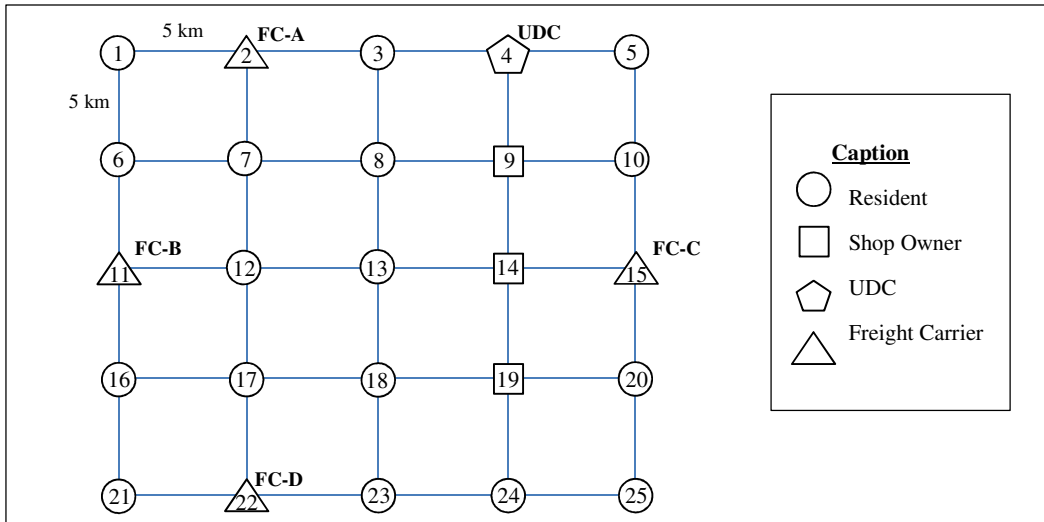 5 km
FC-A
UDC
1
2
3
4
5
5 km
6
7
8
9
10
FC-B
FC-C
11
12
13
14
15
16
17
18
19
20
FC-D
21
22
23
24
25
Caption
Resident
Shop Owner
UDC
Freight Carrier